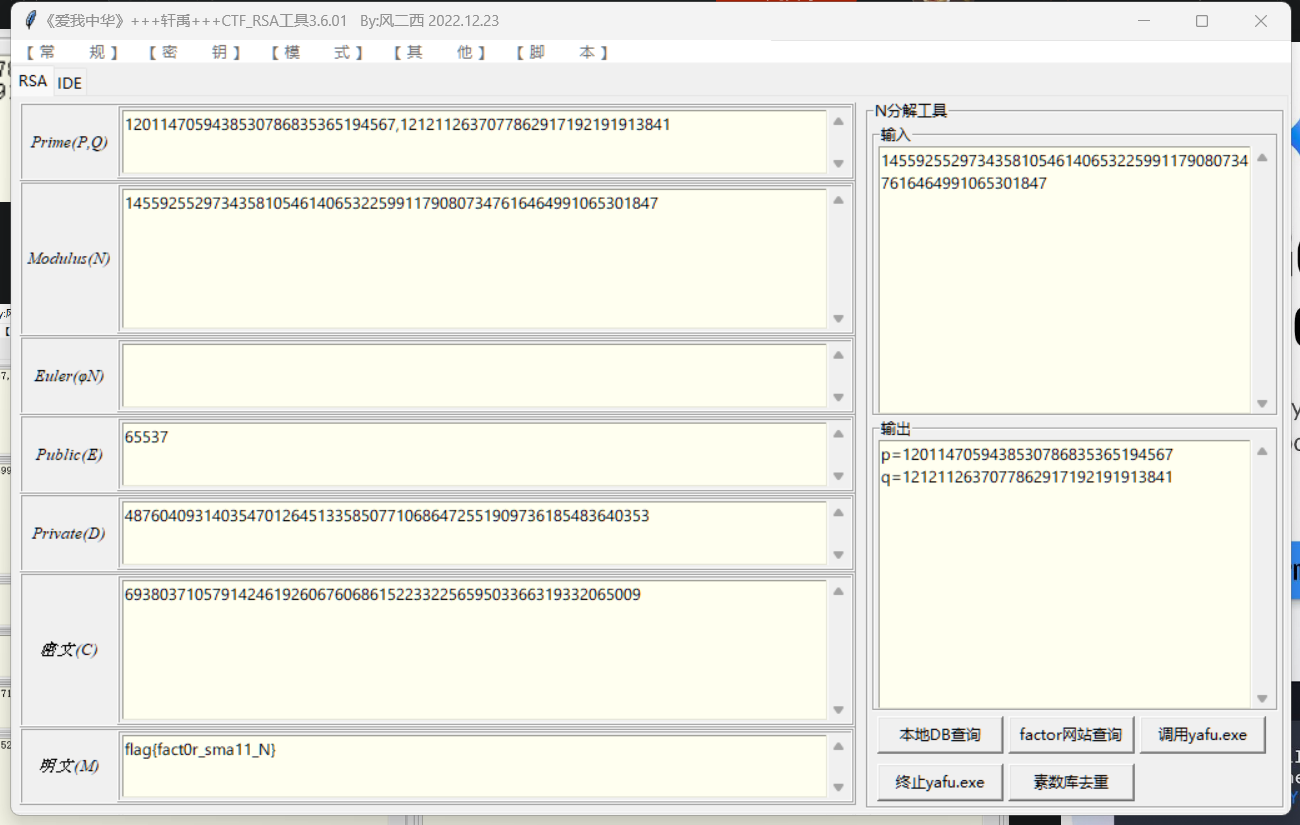 《爱我中华》+++轩禹+++CTF_RSA工具3.6.01 By:风二西 2022.12.23
【常 规】 【密 钥】 【模 式】 【其 他】 【脚 本】
RSA IDE
Prime(P,Q)
1201147059438530786835365194567,1212112637077862917192191913841
Modulus(N)
1455925529734358105461406532259911790807347616464991065301847
Euler(φN)
Public(E)
65537
Private(D)
487604093140354701264513358507710686472551909736185483640353
密文(C)
69380371057914246192606760686152233225659503366319332065009
明文(M)
flag{fact0r_sma11_N}
N分解工具
输入
145592552973435810546140653225991179080734
7616464991065301847
输出
p=1201147059438530786835365194567
q=1212112637077862917192191913841
本地DB查询 factor网站查询 调用yafu.exe
终止yafu.exe 素数库去重